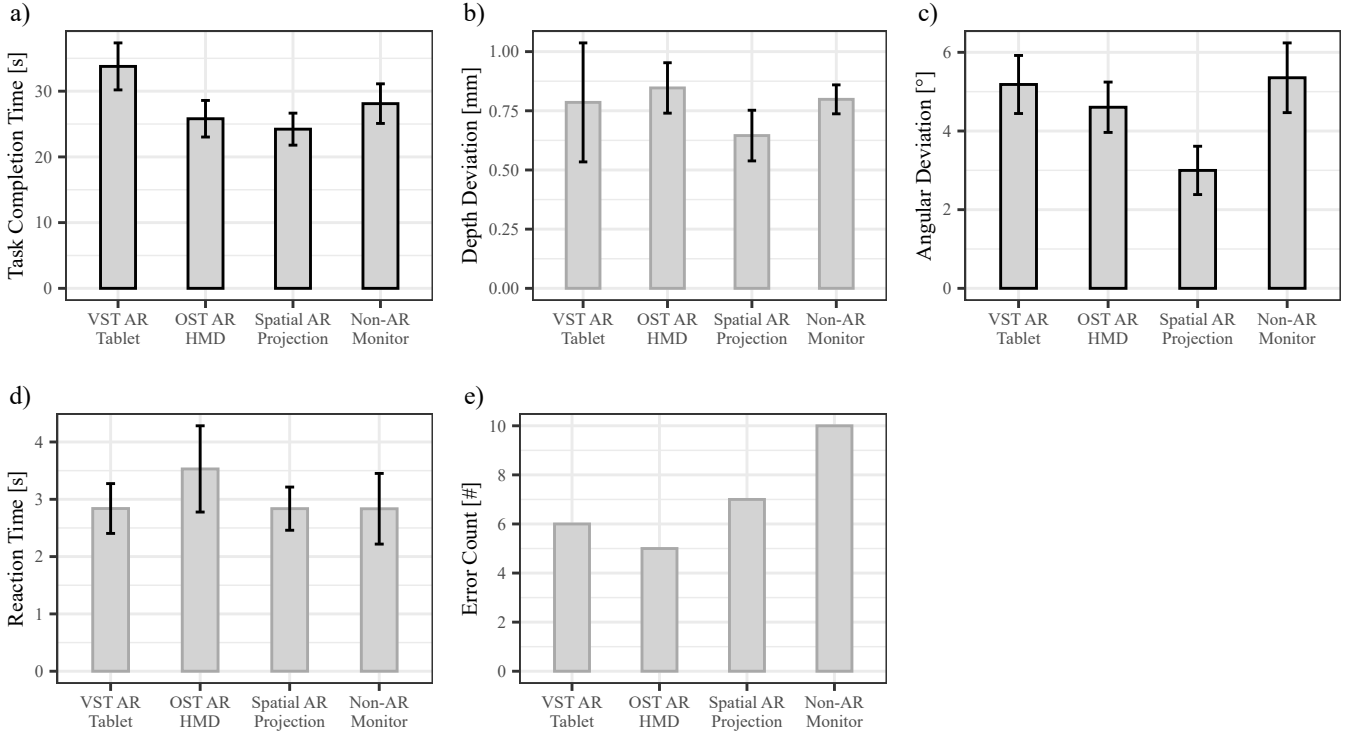 a)
Task Completion Time [s]
30
20
10
0
VST AR
Tablet
OST AR
HMD
Spatial AR
Projection
Non-AR
Monitor
b)
Depth Deviation [mm]
1.00
0.75
0.50
0.25
0.00
VST AR
Tablet
OST AR
HMD
Spatial AR
Projection
Non-AR
Monitor
c)
Angular Deviation [°]
6
4
2
0
VST AR
Tablet
OST AR
HMD
Spatial AR
Projection
Non-AR
Monitor
d)
Reaction Time [s]
4
3
2
1
0
VST AR
Tablet
OST AR
HMD
Spatial AR
Projection
Non-AR
Monitor
e)
Error Count [#]
10
8
6
4
2
0
VST AR
Tablet
OST AR
HMD
Spatial AR
Projection
Non-AR
Monitor